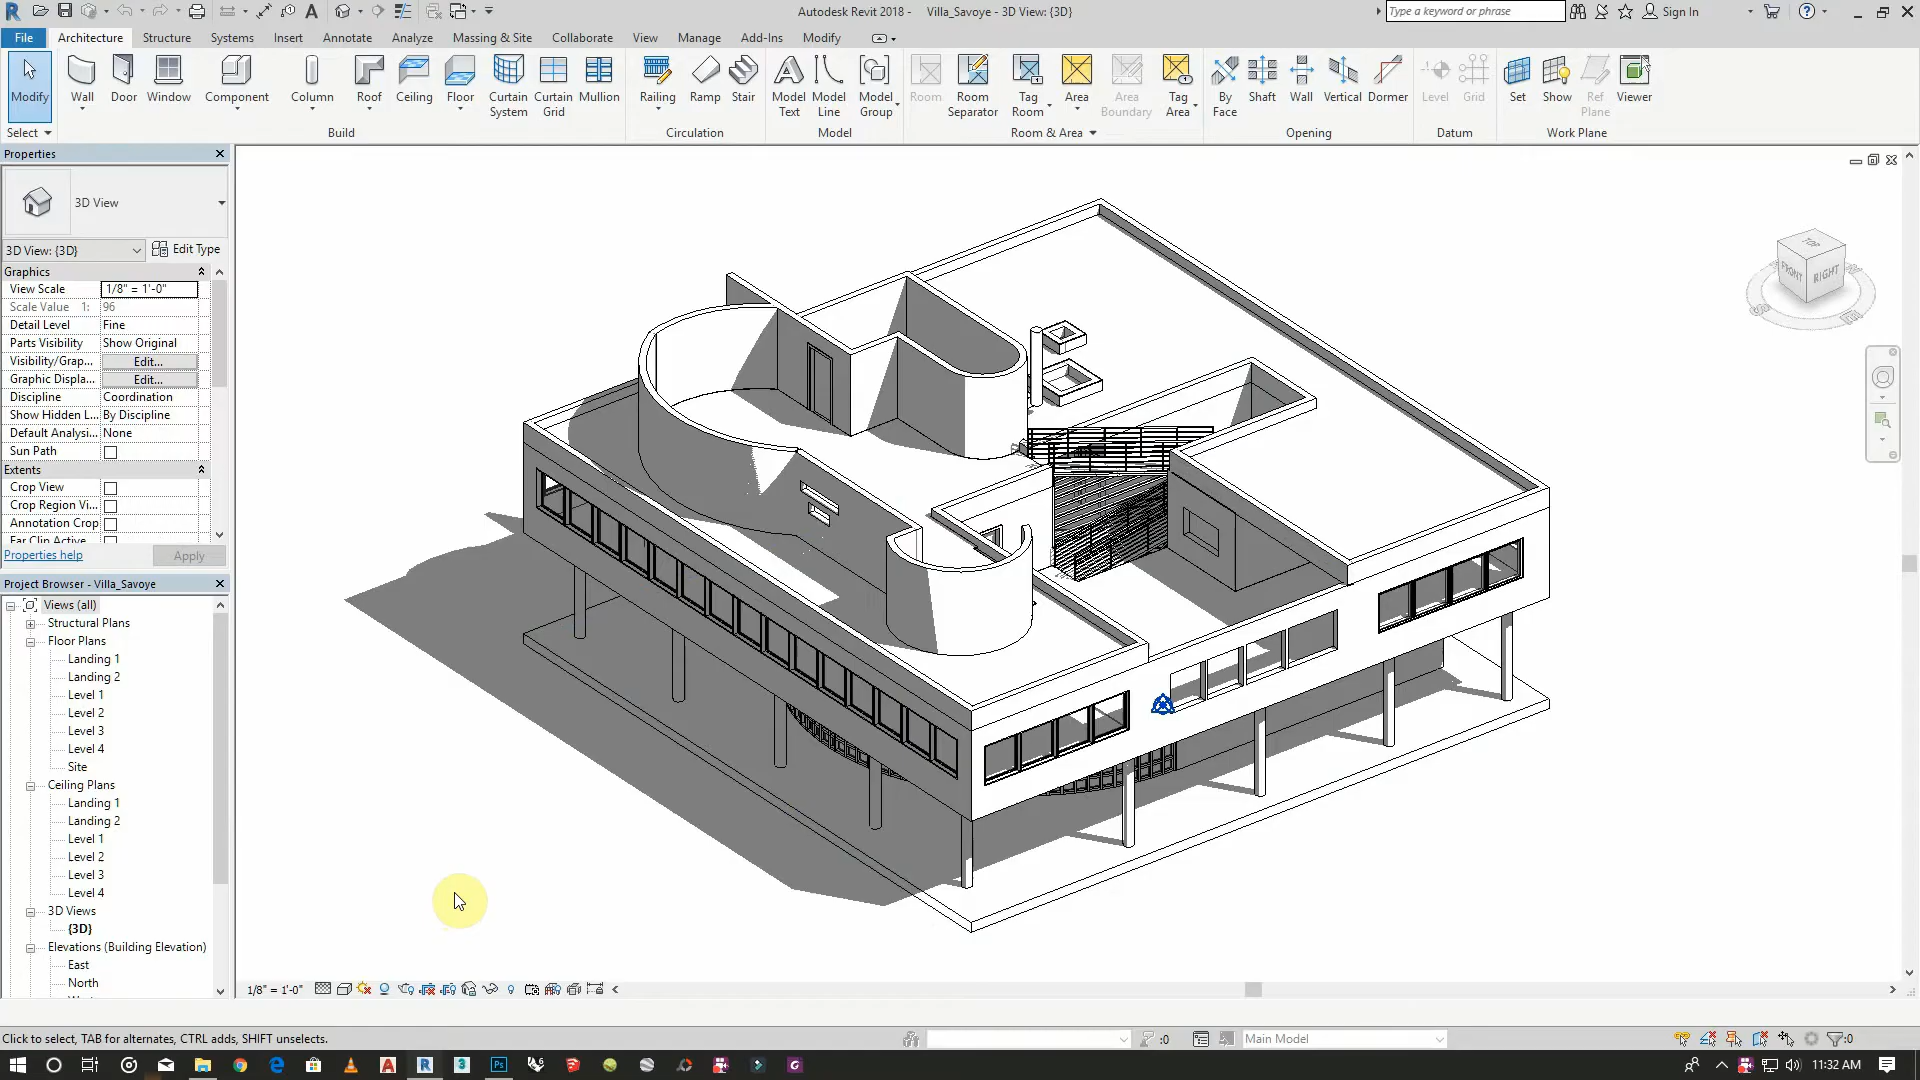 Autodesk Revit 2018 - Villa_Savoye - 3D View: {3D}
Type a keyword or phrase
Sign In
File Architecture Structure Systems Insert Annotate Analyze Massing & Site Collaborate View Manage Add-Ins Modify
Modify Wall Door Window Component Column Roof Ceiling Floor Curtain System Curtain Grid Mullion Railing Ramp Stair Model Text Model Line Model Group Room Room Separator Tag Room Area Area Boundary Tag Area By Face Shaft Wall Vertical Dormer Level Grid Set Show Ref Plane Viewer
Select Build Circulation Model Room & Area Opening Datum Work Plane
Properties
3D View
3D View: {3D} Edit Type
Graphics
View Scale 1/8" = 1'-0"
Scale Value 1: 96
Detail Level Fine
Parts Visibility Show Original
Visibility/Grap... Edit...
Graphic Displa... Edit...
Discipline Coordination
Show Hidden L... By Discipline
Default Analysi... None
Sun Path
Extents
Crop View
Crop Region Vi...
Annotation Crop
Far Clip Active
Properties help Apply
Project Browser - Villa_Savoye
Views (all)
Structural Plans
Floor Plans
Landing 1
Landing 2
Level 1
Level 2
Level 3
Level 4
Site
Ceiling Plans
Landing 1
Landing 2
Level 1
Level 2
Level 3
Level 4
3D Views
{3D}
Elevations (Building Elevation)
East
North
TOP
FRONT RIGHT
1/8" = 1'-0"
Click to select, TAB for alternates, CTRL adds, SHIFT unselects.
:0
Main Model
:0
11:32 AM